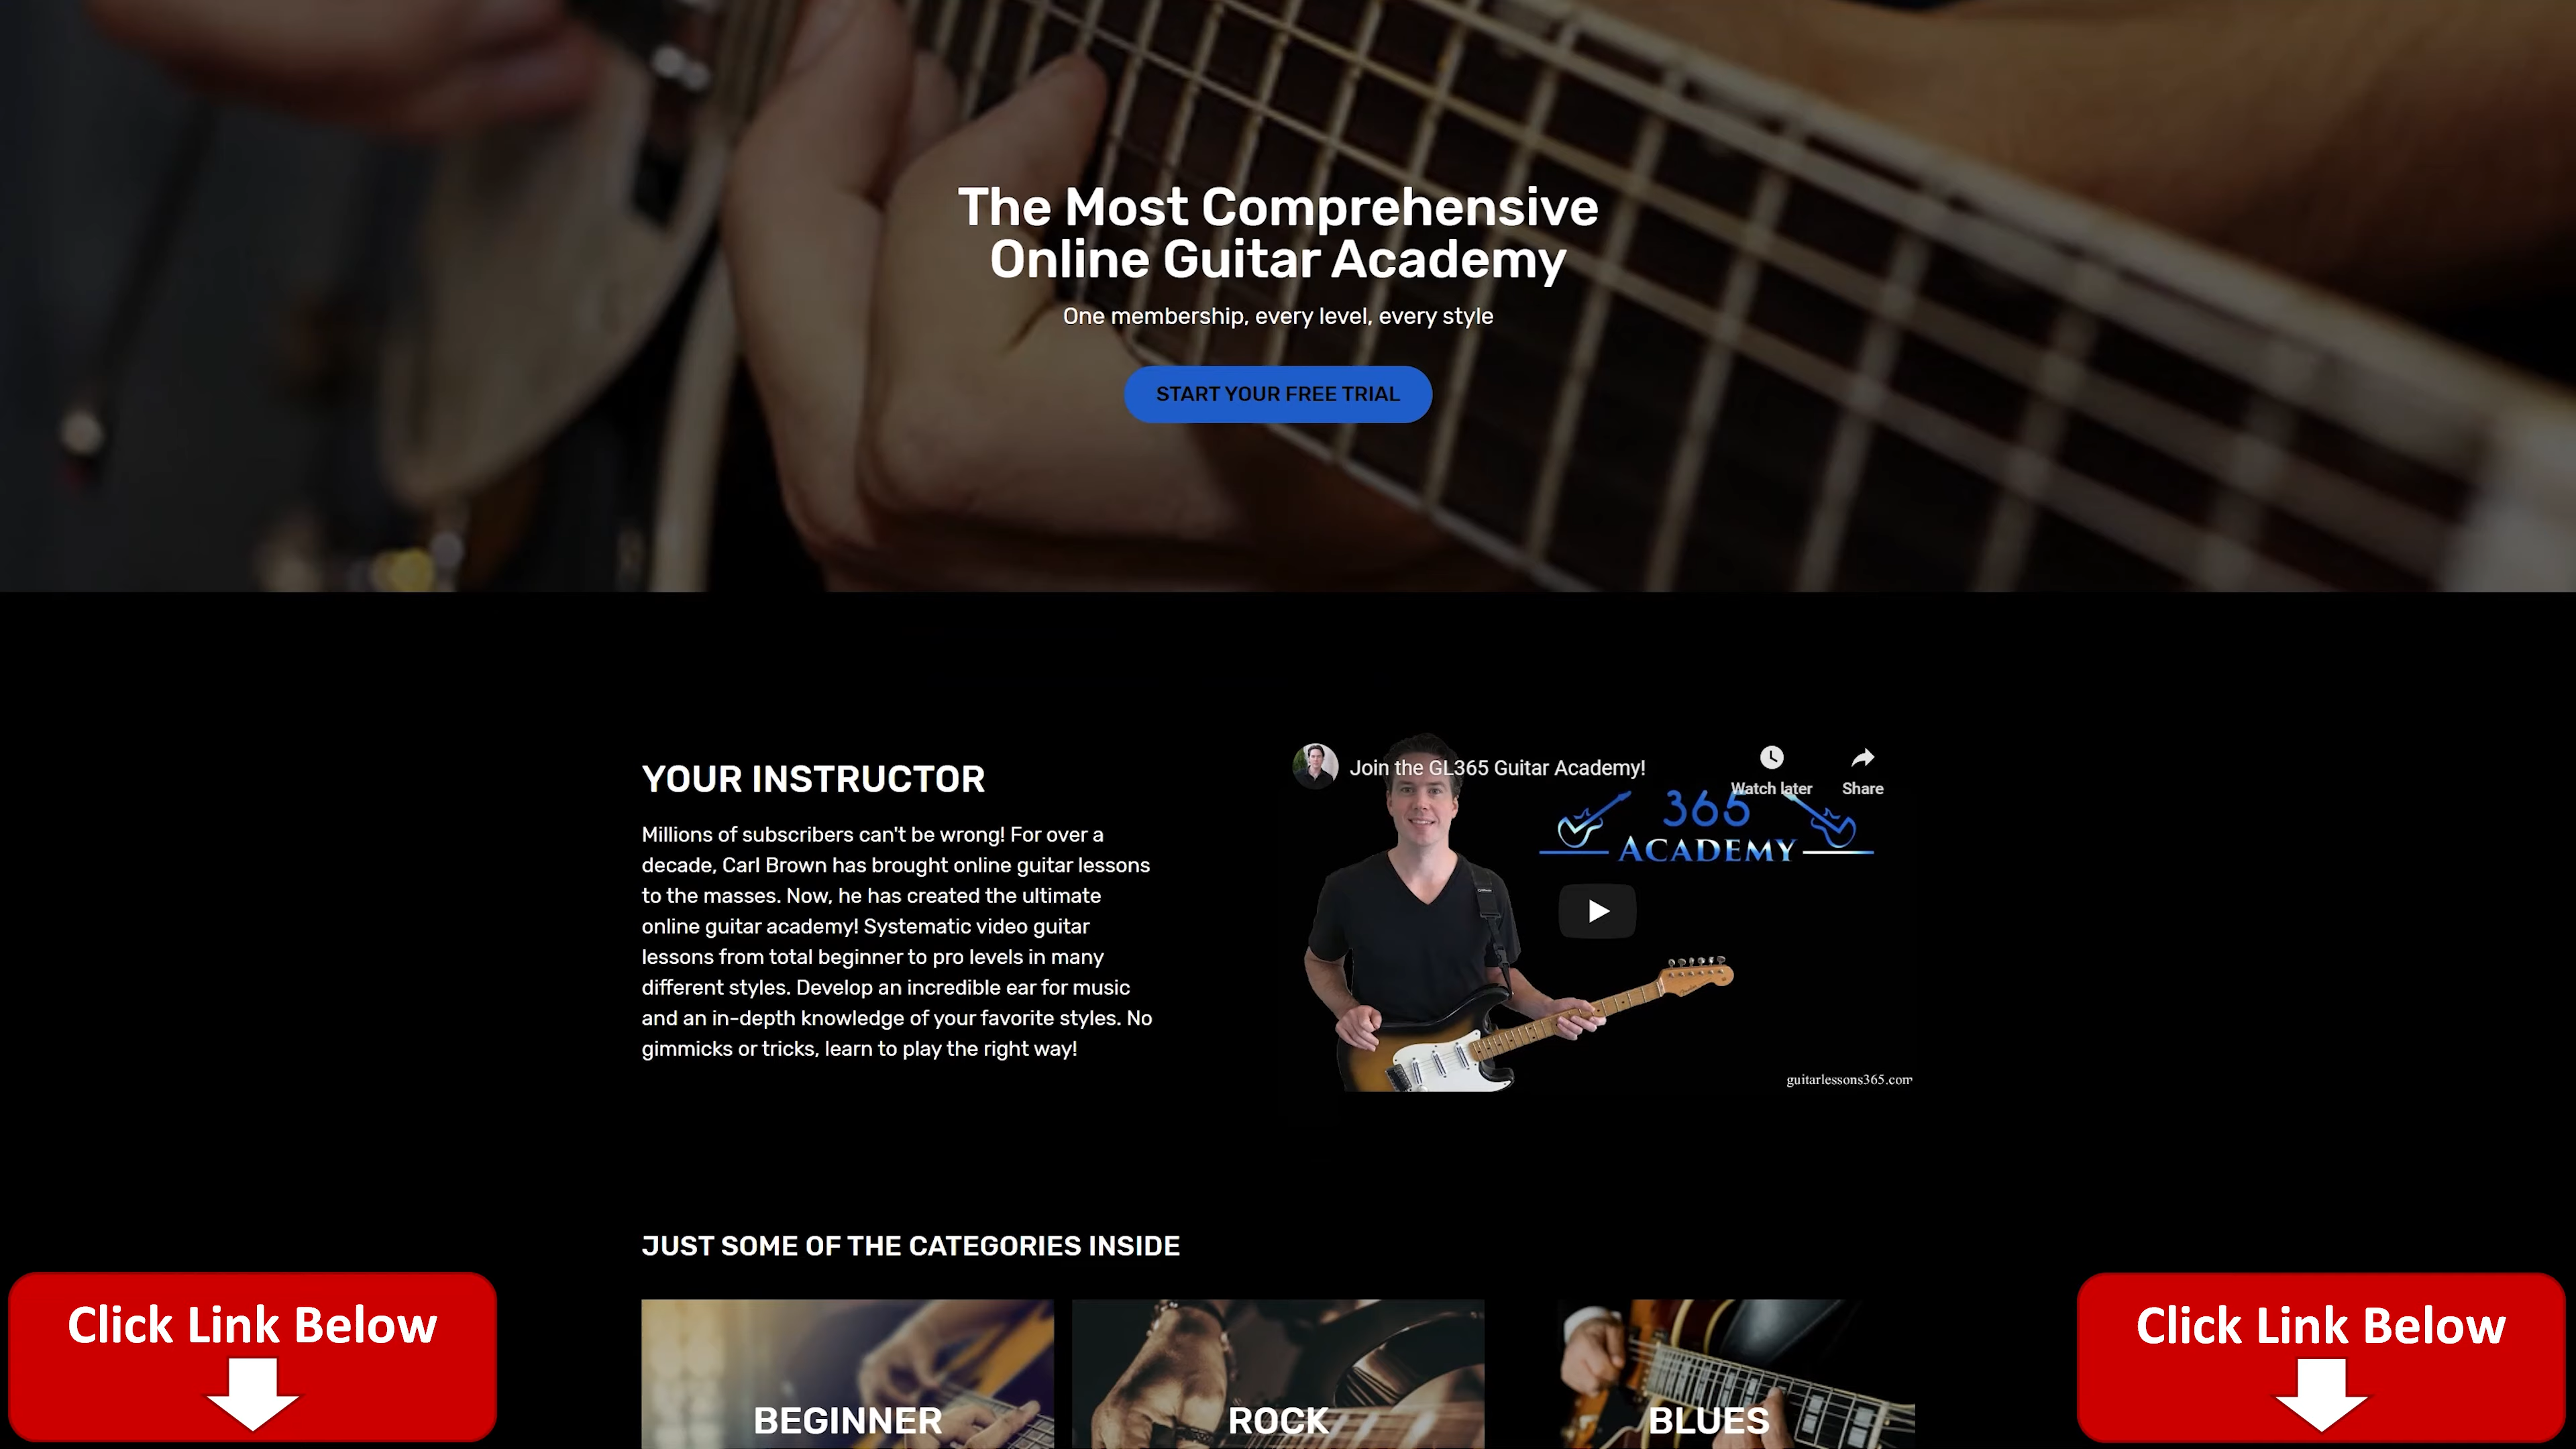 The Most Comprehensive
Online Guitar Academy
One membership, every level, every style
START YOUR FREE TRIAL
YOUR INSTRUCTOR
Millions of subscribers can't be wrong! For over a
decade, Carl Brown has brought online guitar lessons
to the masses. Now, he has created the ultimate
online guitar academy! Systematic video guitar
lessons from total beginner to pro levels in many
different styles. Develop an incredible ear for music
and an in-depth knowledge of your favorite styles. No
gimmicks or tricks, learn to play the right way!
Join the GL365 Guitar Academy!
Watch later
Share
365
ACADEMY
guitarlessons365.com
JUST SOME OF THE CATEGORIES INSIDE
BEGINNER
ROCK
BLUES
Click Link Below
Click Link Below